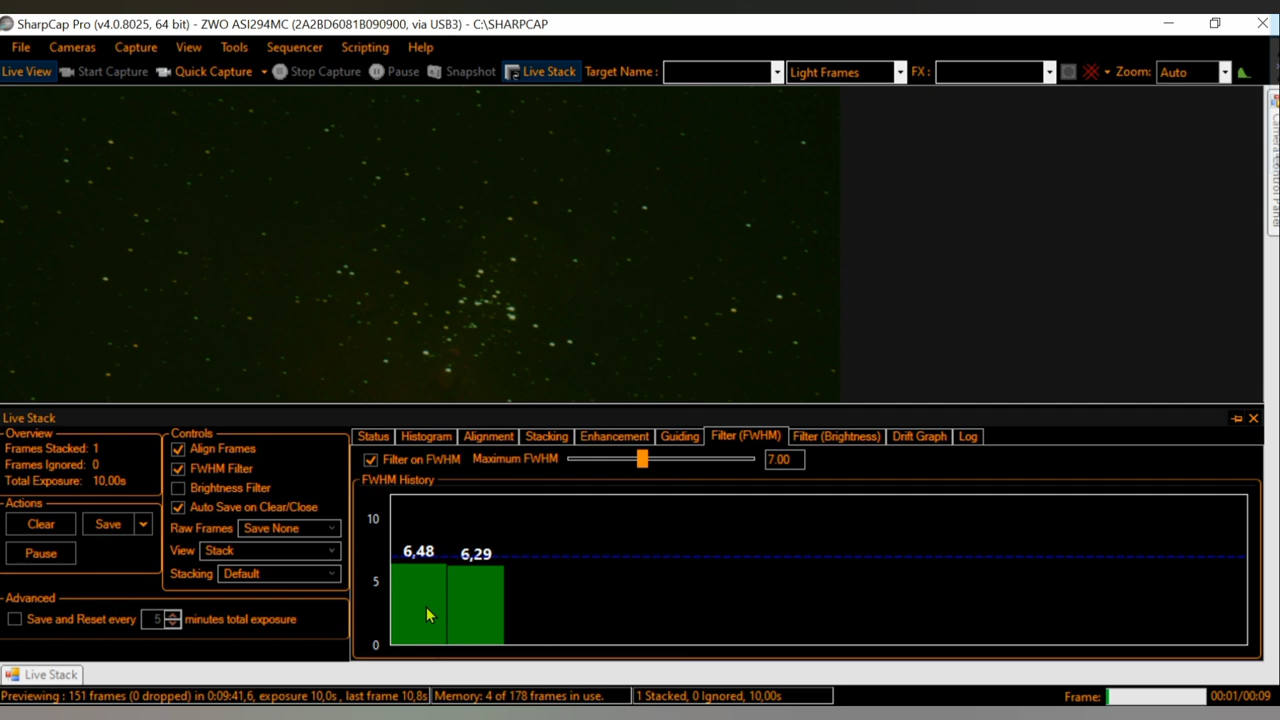 SharpCap Pro (v4.0.8025, 64 bit) - ZWO ASI294MC (2A2BD6081B090900, via USB3) - C:\SHARPCAP
File Cameras Capture View Tools Sequencer Scripting Help
Live View Start Capture Quick Capture Stop Capture Pause Snapshot Live Stack Target Name : Light Frames FX : Zoom: Auto
Camera Control Panel
Live Stack
Overview
Frames Stacked: 1
Frames Ignored: 0
Total Exposure: 10,00s
Actions
Clear Save
Pause
Controls
Align Frames
FWHM Filter
Brightness Filter
Auto Save on Clear/Close
Raw Frames Save None
View Stack
Stacking Default
Advanced
Save and Reset every 5 minutes total exposure
Status Histogram Alignment Stacking Enhancement Guiding Filter (FWHM) Filter (Brightness) Drift Graph Log
Filter on FWHM Maximum FWHM 7.00
FWHM History
10
5
0
6,48 6,29
Live Stack
Previewing : 151 frames (0 dropped) in 0:09:41,6, exposure 10,0s , last frame 10,8s Memory: 4 of 178 frames in use. 1 Stacked, 0 Ignored, 10,00s Frame: 00:01/00:09